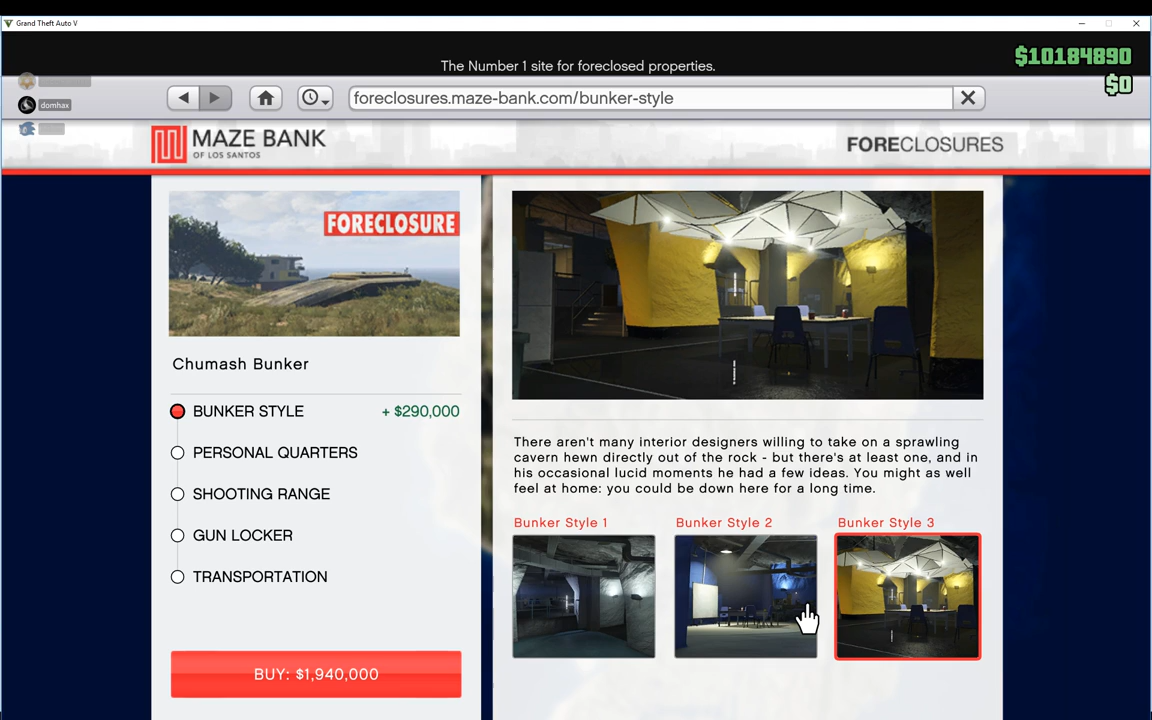 Grand Theft Auto V
The Number 1 site for foreclosed properties.
$10184890
$0
foreclosures.maze-bank.com/bunker-style
domhax
MAZE BANK
OF LOS SANTOS
FORECLOSURES
FORECLOSURE
Chumash Bunker
BUNKER STYLE + $290,000
PERSONAL QUARTERS
SHOOTING RANGE
GUN LOCKER
TRANSPORTATION
BUY: $1,940,000
There aren't many interior designers willing to take on a sprawling
cavern hewn directly out of the rock - but there's at least one, and in
his occasional lucid moments he had a few ideas. You might as well
feel at home: you could be down here for a long time.
Bunker Style 1 Bunker Style 2 Bunker Style 3